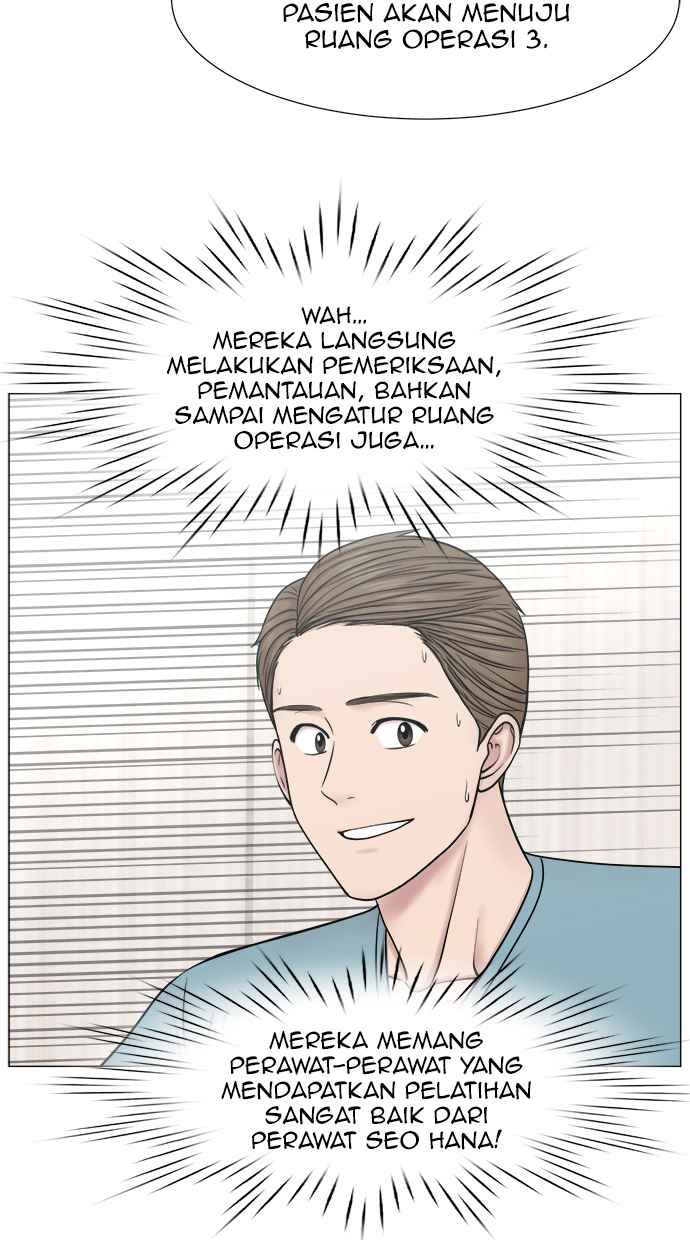 PASIEN AKAN MENUJU
RUANG OPERASI 3.
WAH...
MEREKA LANGSUNG
MELAKUKAN PEMERIKSAAN,
PEMANTAUAN, BAHKAN
SAMPAI MENGATUR RUANG
OPERASI JUGA...
MEREKA MEMANG
PERAWAT-PERAWAT YANG
MENDAPATKAN PELATIHAN
SANGAT BAIK DARI
PERAWAT SEO HANA!